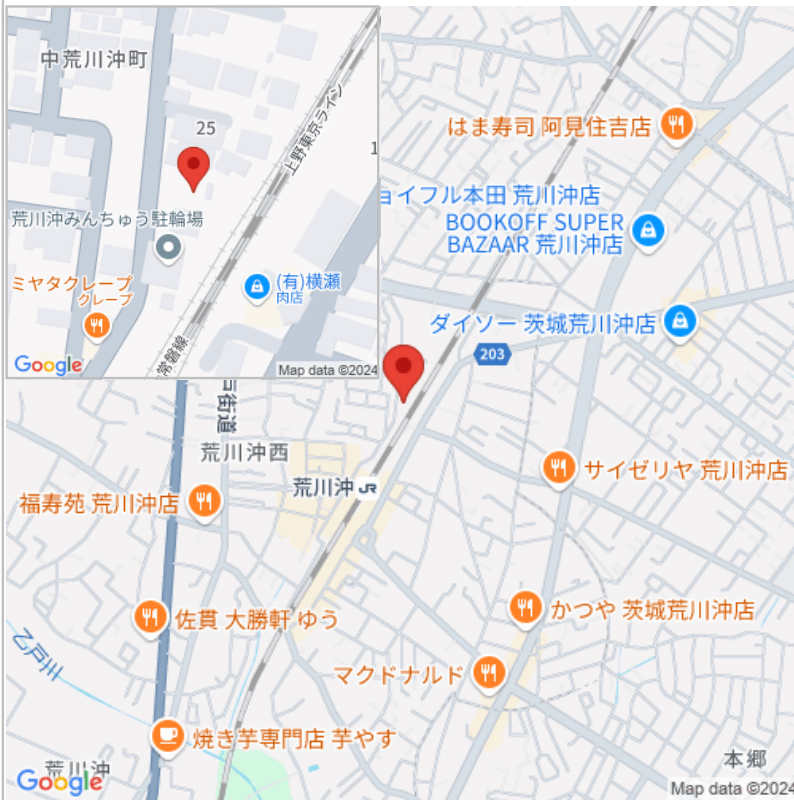 中荒川沖町
25
上野東京ライン
1
荒川沖みんちゅう駐輪場
(有)横瀬
肉店
ミヤタクレープ
クレープ
常磐線
Google
Map data ©2024
はま寿司 阿見住吉店
ョイフル本田 荒川沖店
BOOKOFF SUPER
BAZAAR 荒川沖店
ダイソー 茨城荒川沖店
203
街道
荒川沖西
荒川沖
サイゼリヤ 荒川沖店
福寿苑 荒川沖店
佐貫 大勝軒 ゆう
かつや 茨城荒川沖店
乙戸川
マクドナルド
焼き芋専門店 芋やす
荒川沖
本郷
Google
Map data ©2024